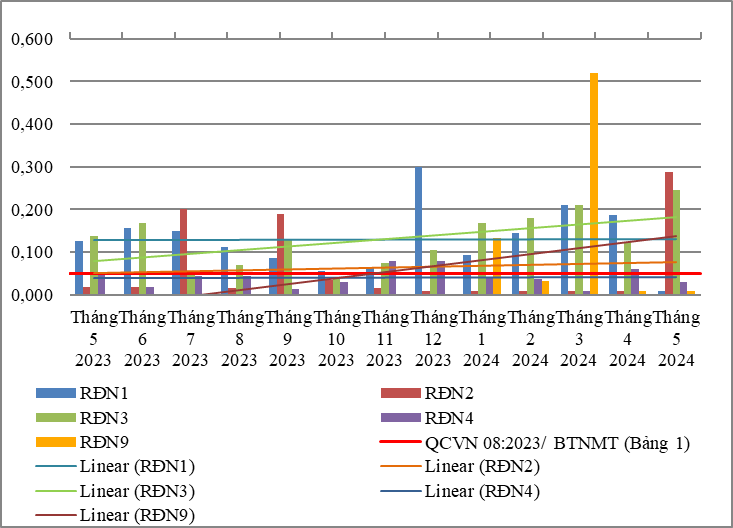 0,600
0,500
0,400
0,300
0,200
0,100
0,000
Tháng Tháng Tháng Tháng Tháng Tháng Tháng Tháng Tháng Tháng Tháng Tháng Tháng
5 6 7 8 9 10 11 12 1 2 3 4 5
2023 2023 2023 2023 2023 2023 2023 2023 2024 2024 2024 2024 2024
RĐN1 RĐN2
RĐN3 RĐN4
RĐN9 QCVN 08:2023/ BTNMT (Bảng 1)
Linear (RĐN1) Linear (RĐN2)
Linear (RĐN3) Linear (RĐN4)
Linear (RĐN9)